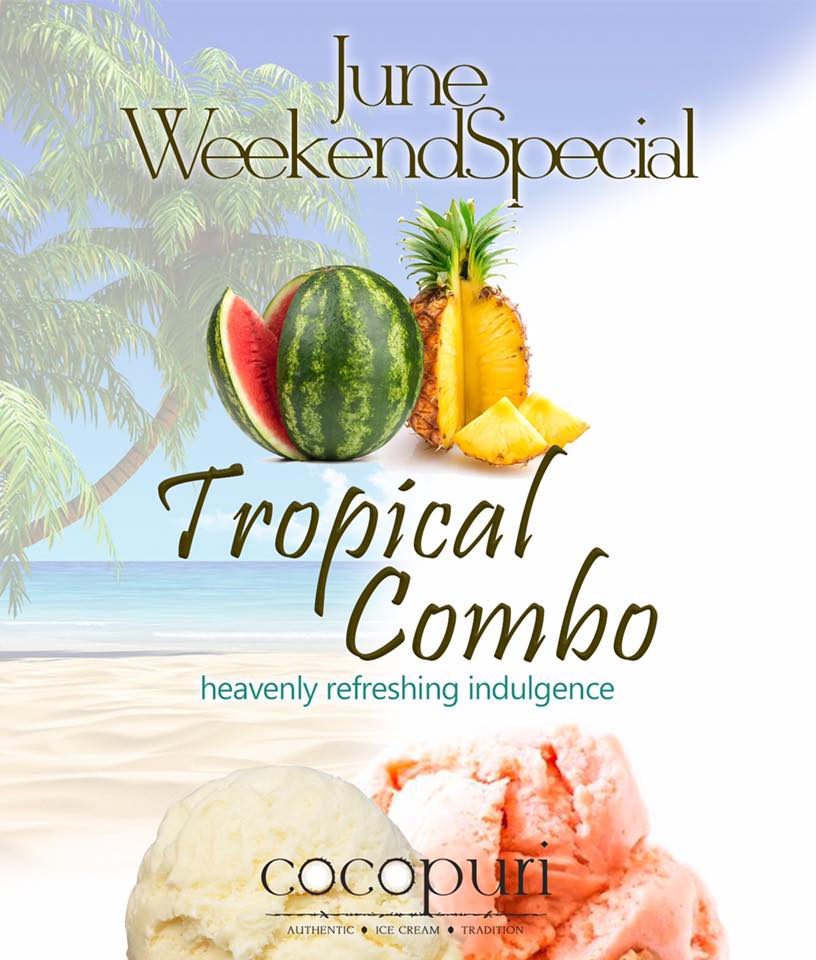 June
WeekendSpecial
Tropical
Combo
heavenly refreshing indulgence
cocopuri
AUTHENTIC ♦ ICE CREAM ♦ TRADITION